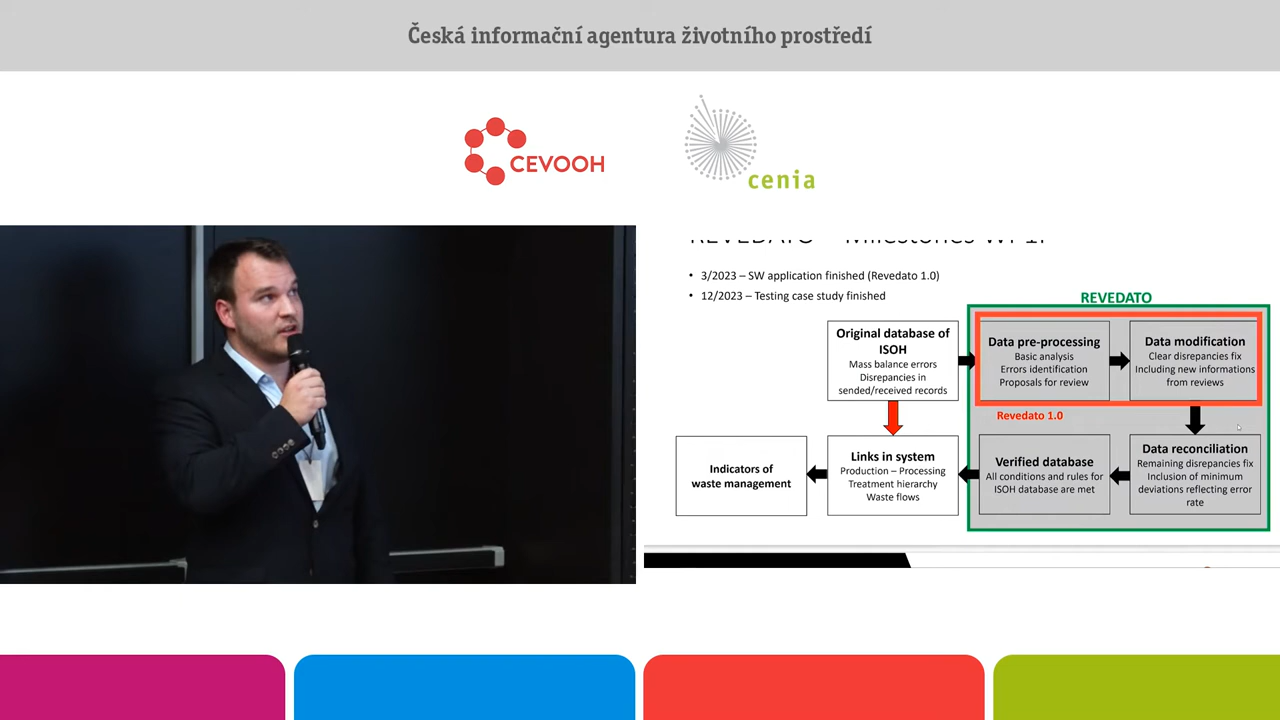 Česká informační agentura životního prostředí
CEVOOH
cenia
REVEDATO – Milestones WP1.
• 3/2023 – SW application finished (Revedato 1.0)
• 12/2023 – Testing case study finished
REVEDATO
Original database of
ISOH
Mass balance errors
Disrepancies in
sended/received records
Data pre-processing
Basic analysis
Errors identification
Proposals for review
Data modification
Clear discrepancies fix
Including new informations
from reviews
Revedato 1.0
Indicators of
waste management
Links in system
Production – Processing
Treatment hierarchy
Waste flows
Verified database
All conditions and rules for
ISOH database are met
Data reconciliation
Remaining discrepancies fix
Inclusion of minimum
deviations reflecting error
rate